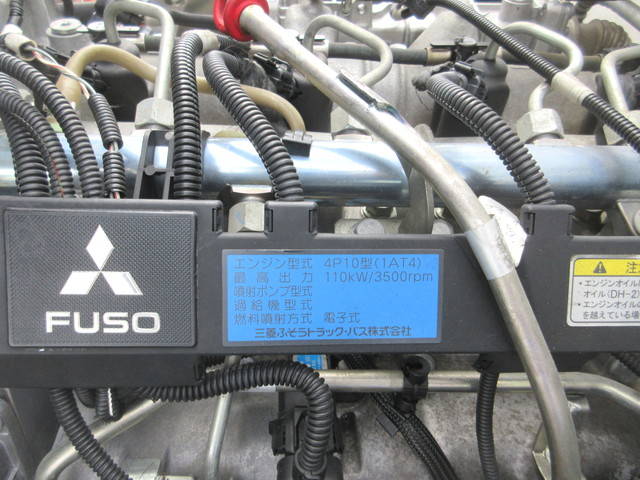 FUSO
エンジン型式 4P10型(1AT4)
最高出力 110kW/3500rpm
噴射ポンプ型式
過給機型式
燃料噴射方式 電子式
三菱ふそうトラック・バス株式会社
⚠ 注
・エンジンオイル
オイル(DH-2)
・エンジンオイルの
を超えている場